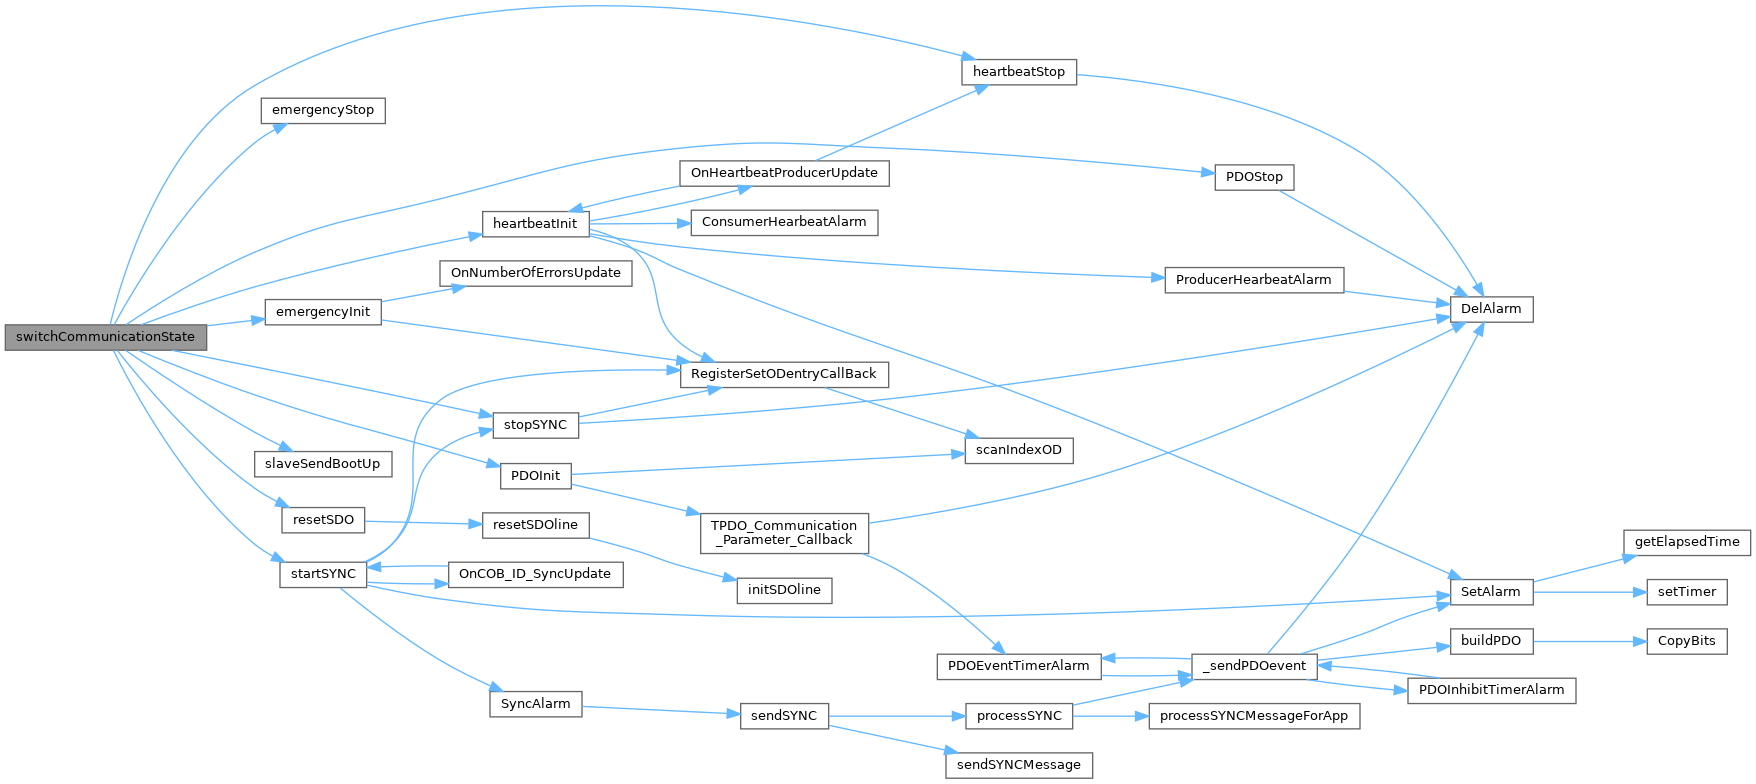 heartbeatStop
emergencyStop
OnHeartbeatProducerUpdate
PDOStop
heartbeatInit
ConsumerHearbeatAlarm
OnNumberOfErrorsUpdate
ProducerHearbeatAlarm
emergencyInit
DelAlarm
switchCommunicationState
RegisterSetODentryCallBack
stopSYNC
scanIndexOD
slaveSendBootUp
PDOInit
resetSDO
resetSDOline
TPDO_Communication
_Parameter_Callback
getElapsedTime
startSYNC
OnCOB_ID_SyncUpdate
initSDOline
SetAlarm
setTimer
buildPDO
CopyBits
PDOEventTimerAlarm
_sendPDOevent
PDOInhibitTimerAlarm
SyncAlarm
sendSYNC
processSYNC
processSYNCMessageForApp
sendSYNCMessage